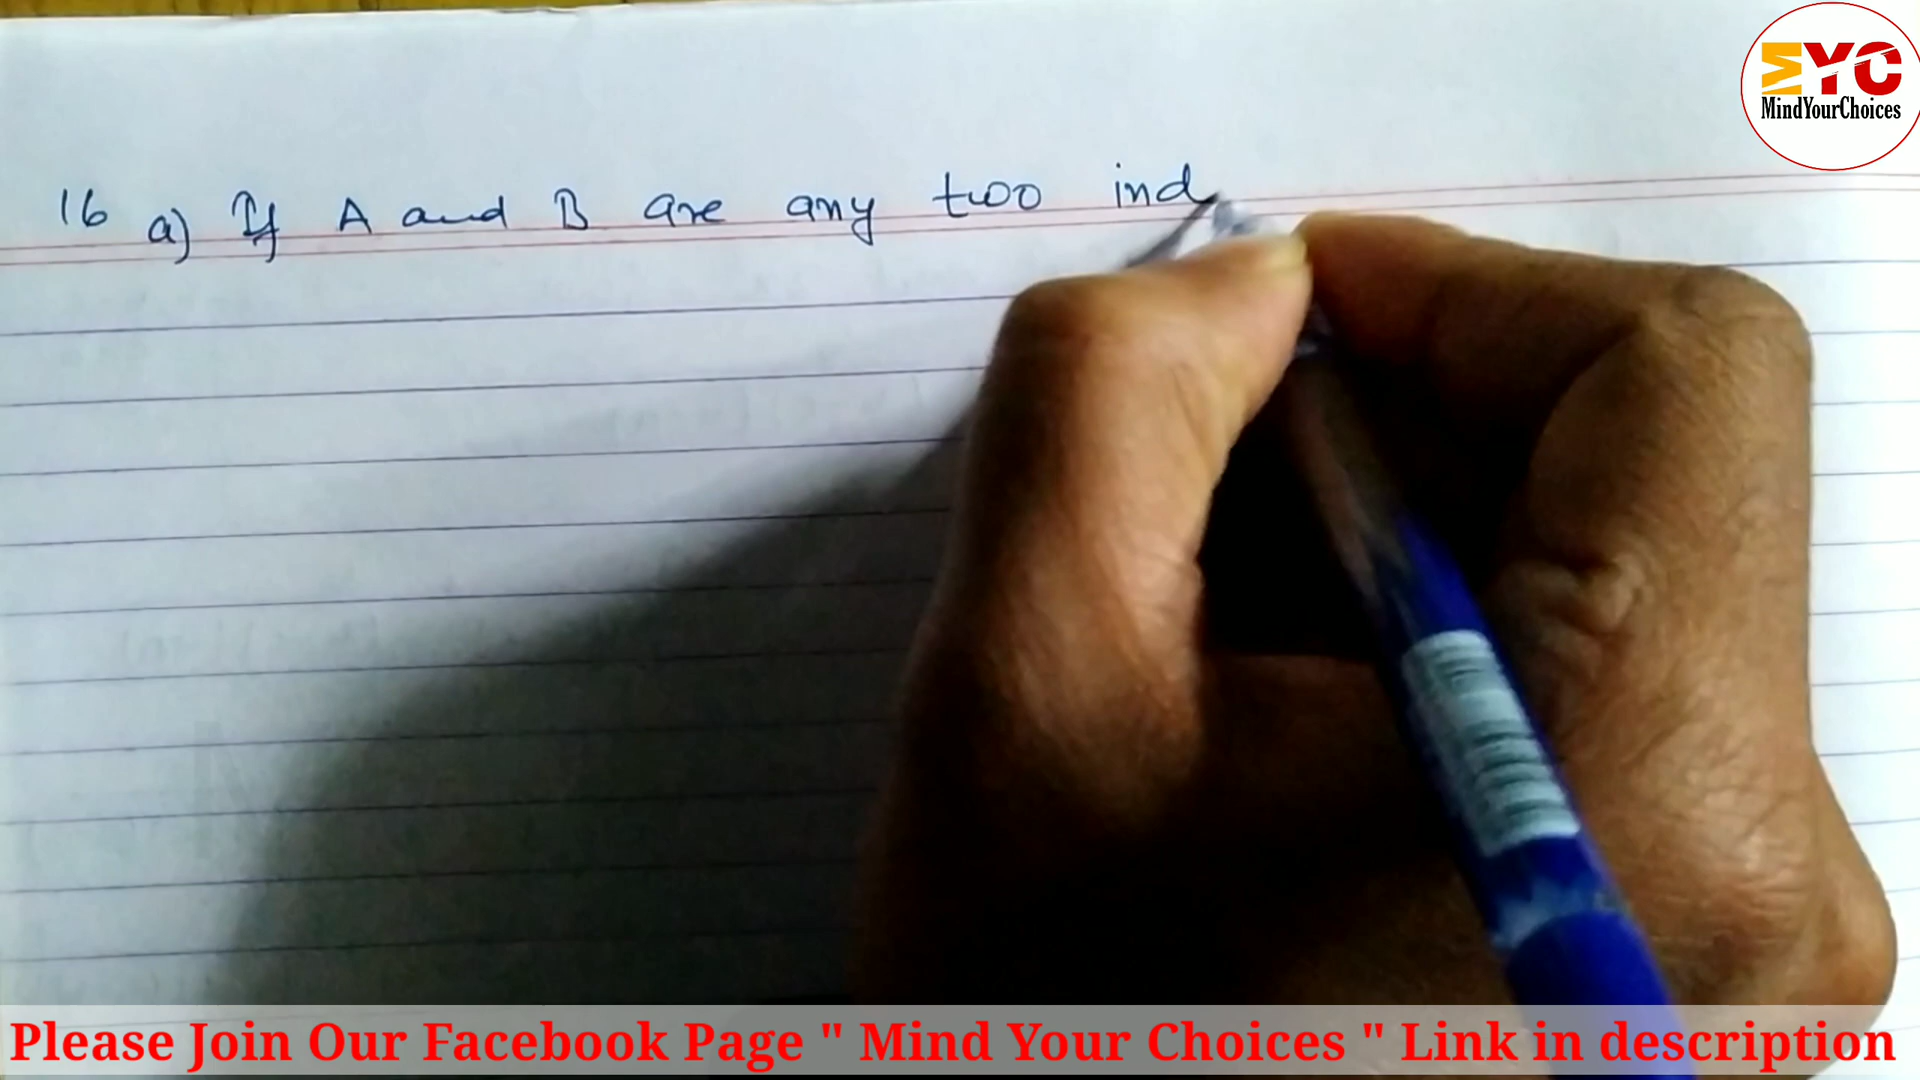 MYC
MindYourChoices
16 a) If A and B are any two ind
Please Join Our Facebook Page " Mind Your Choices " Link in description